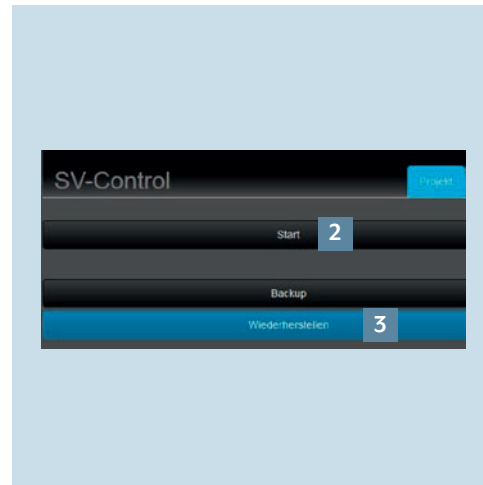 SV-Control
Projekt
Start 2
Backup
Wiederherstellen 3